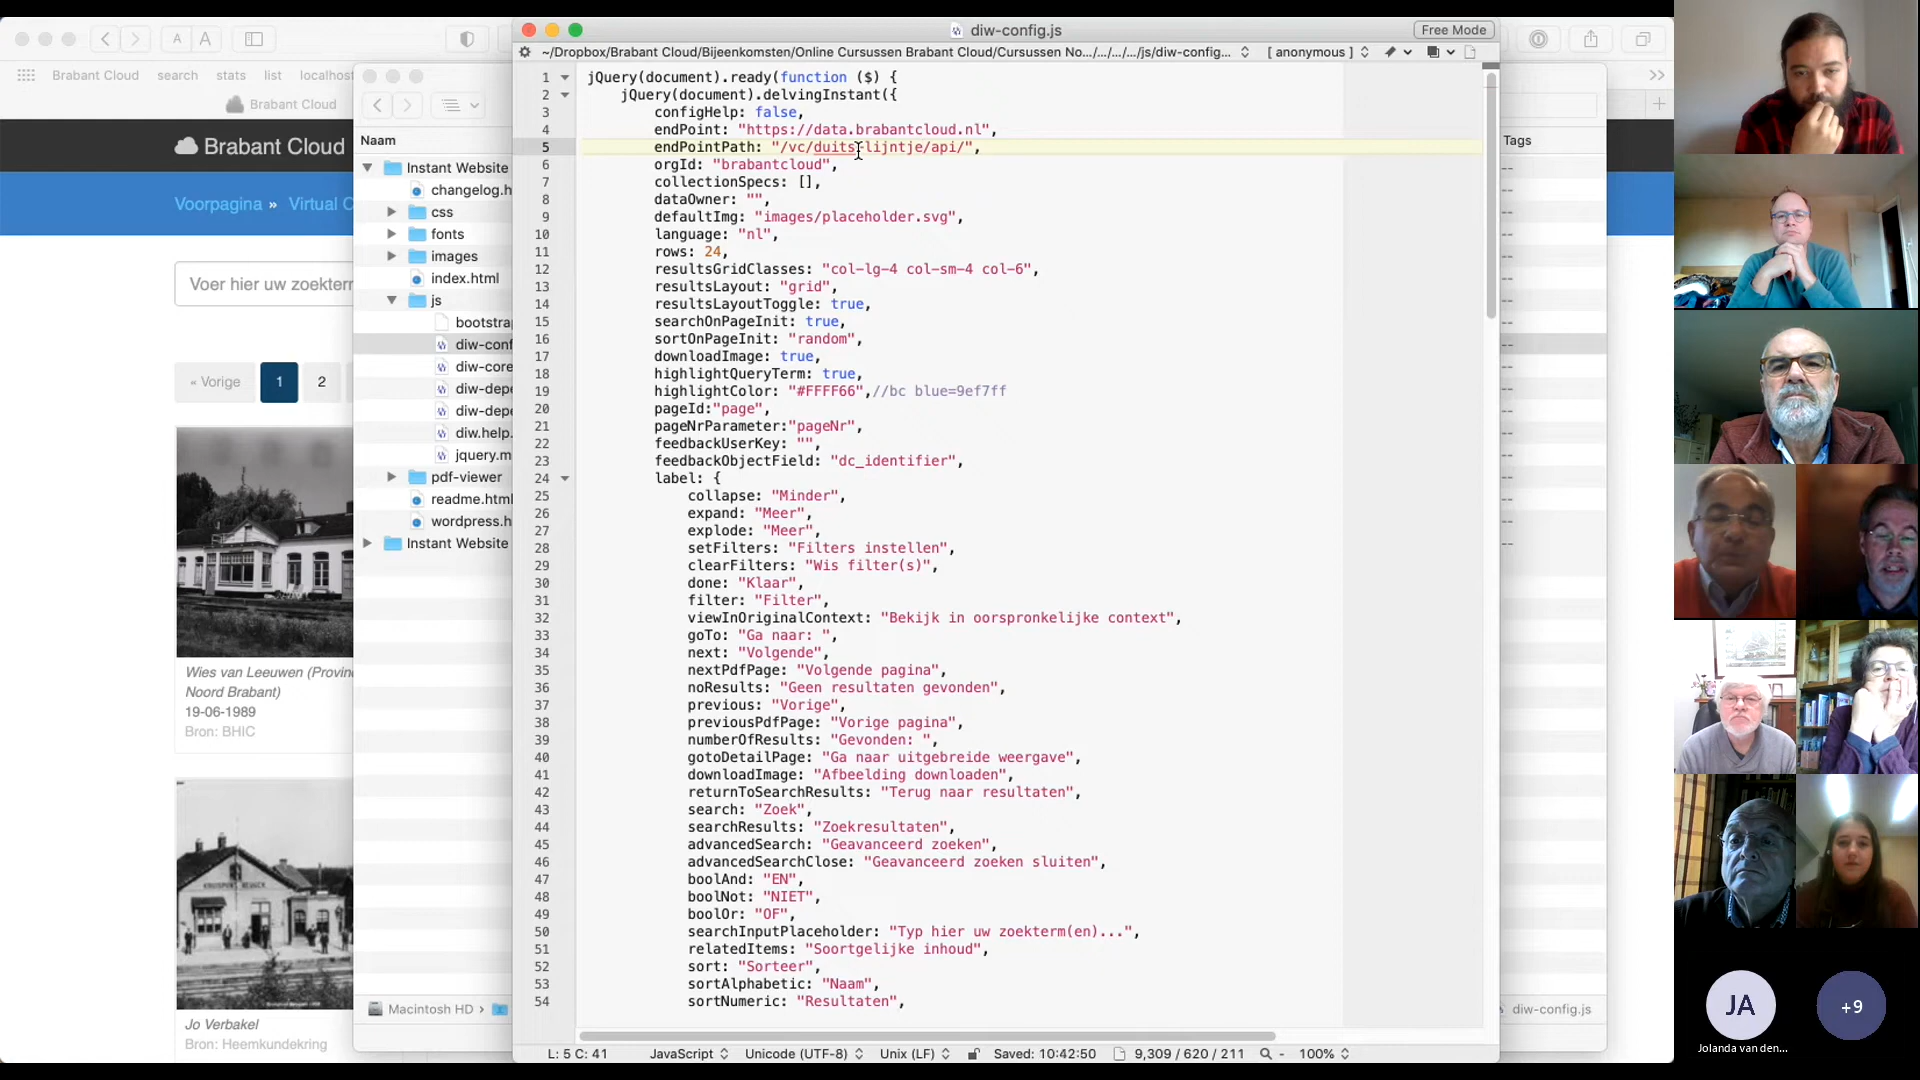 diw-config.js
Free Mode
~/Dropbox/Brabant Cloud/Bijeenkomsten/Online Cursussen Brabant Cloud/Cursussen No.../.../.../js/diw-config...
[ anonymous ]
Brabant Cloud
search
stats
list
localhost
Brabant Cloud
Brabant Cloud
Voorpagina » Virtual C
Voer hier uw zoekterm
« Vorige
1
2
Wies van Leeuwen (Provin
Noord Brabant)
19-06-1989
Bron: BHIC
Jo Verbakel
Bron: Heemkundekring
Naam
Instant Website
changelog.h
css
fonts
images
index.html
js
bootstrap
diw-conf
diw-core
diw-depe
diw-depe
diw.help.
jquery.m
pdf-viewer
readme.html
wordpress.h
Instant Website
Macintosh HD
1 jQuery(document).ready(function ($) {
2 jQuery(document).delvingInstant({
3 configHelp: false,
4 endPoint: "https://data.brabantcloud.nl",
5 endPointPath: "/vc/duits-lijntje/api/",
6 orgId: "brabantcloud",
7 collectionSpecs: [],
8 dataOwner: "",
9 defaultImg: "images/placeholder.svg",
10 language: "nl",
11 rows: 24,
12 resultsGridClasses: "col-lg-4 col-sm-4 col-6",
13 resultsLayout: "grid",
14 resultsLayoutToggle: true,
15 searchOnPageInit: true,
16 sortOnPageInit: "random",
17 downloadImage: true,
18 highlightQueryTerm: true,
19 highlightColor: "#FFFF66",//bc blue=9ef7ff
20 pageId:"page",
21 pageNrParameter:"pageNr",
22 feedbackUserKey: "",
23 feedbackObjectField: "dc_identifier",
24 label: {
25 collapse: "Minder",
26 expand: "Meer",
27 explode: "Meer",
28 setFilters: "Filters instellen",
29 clearFilters: "Wis filter(s)",
30 done: "Klaar",
31 filter: "Filter",
32 viewInOriginalContext: "Bekijk in oorspronkelijke context",
33 goTo: "Ga naar: ",
34 next: "Volgende",
35 nextPdfPage: "Volgende pagina",
36 noResults: "Geen resultaten gevonden",
37 previous: "Vorige",
38 previousPdfPage: "Vorige pagina",
39 numberOfResults: "Gevonden: ",
40 gotoDetailPage: "Ga naar uitgebreide weergave",
41 downloadImage: "Afbeelding downloaden",
42 returnToSearchResults: "Terug naar resultaten",
43 search: "Zoek",
44 searchResults: "Zoekresultaten",
45 advancedSearch: "Geavanceerd zoeken",
46 advancedSearchClose: "Geavanceerd zoeken sluiten",
47 boolAnd: "EN",
48 boolNot: "NIET",
49 boolOr: "OF",
50 searchInputPlaceholder: "Typ hier uw zoekterm(en)...",
51 relatedItems: "Soortgelijke inhoud",
52 sort: "Sorteer",
53 sortAlphabetic: "Naam",
54 sortNumeric: "Resultaten",
L: 5 C: 41
JavaScript
Unicode (UTF-8)
Unix (LF)
Saved: 10:42:50
9,309 / 620 / 211
100%
Tags
diw-config.js
JA
+9
Jolanda van den...